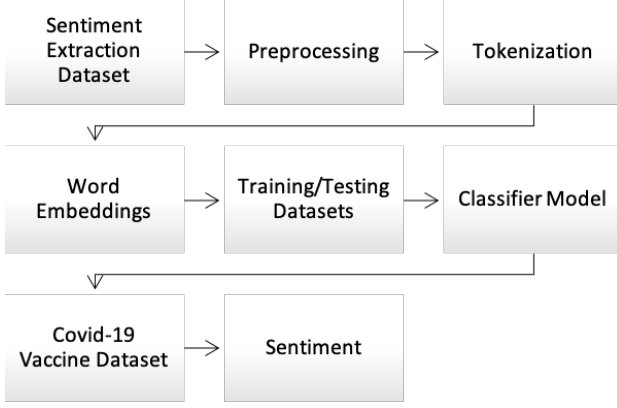 Sentiment
Extraction
Dataset
Preprocessing
Tokenization
Word
Embeddings
Training/Testing
Datasets
Classifier Model
Covid-19
Vaccine Dataset
Sentiment